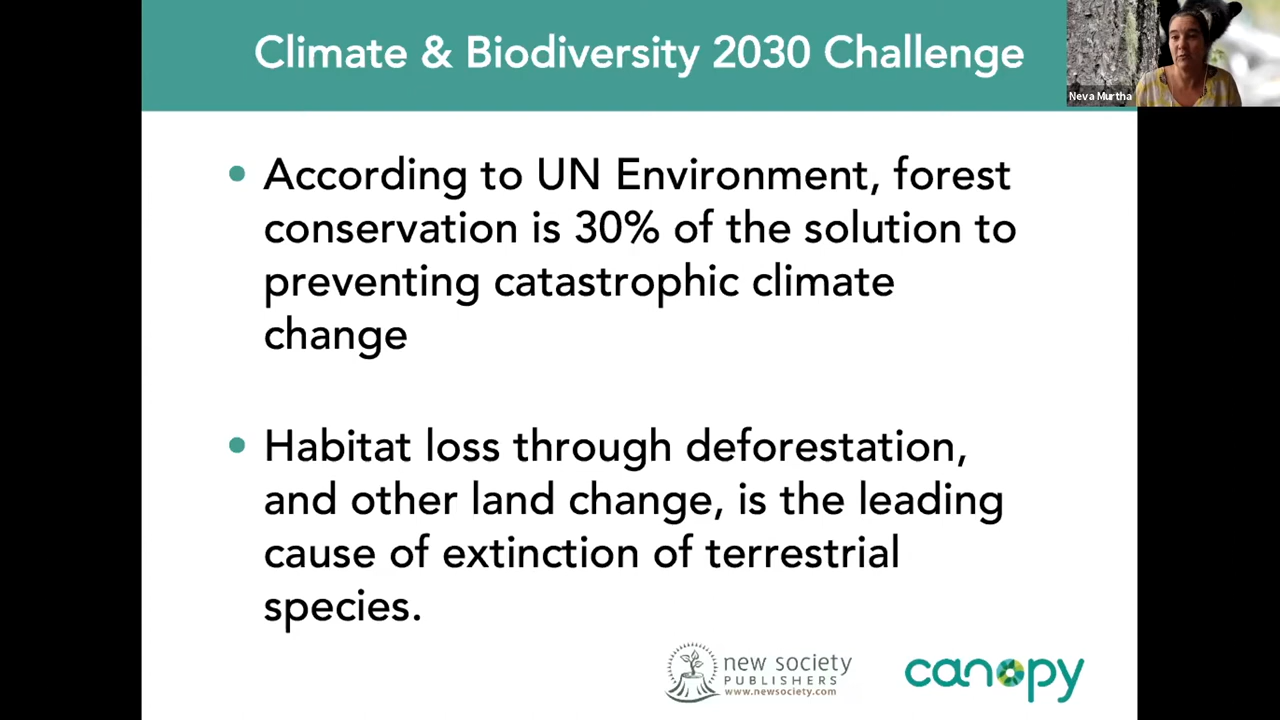 Climate & Biodiversity 2030 Challenge
Neva Murtha
• According to UN Environment, forest
conservation is 30% of the solution to
preventing catastrophic climate
change
• Habitat loss through deforestation,
and other land change, is the leading
cause of extinction of terrestrial
species.
new society
PUBLISHERS
www.newsociety.com
canopy